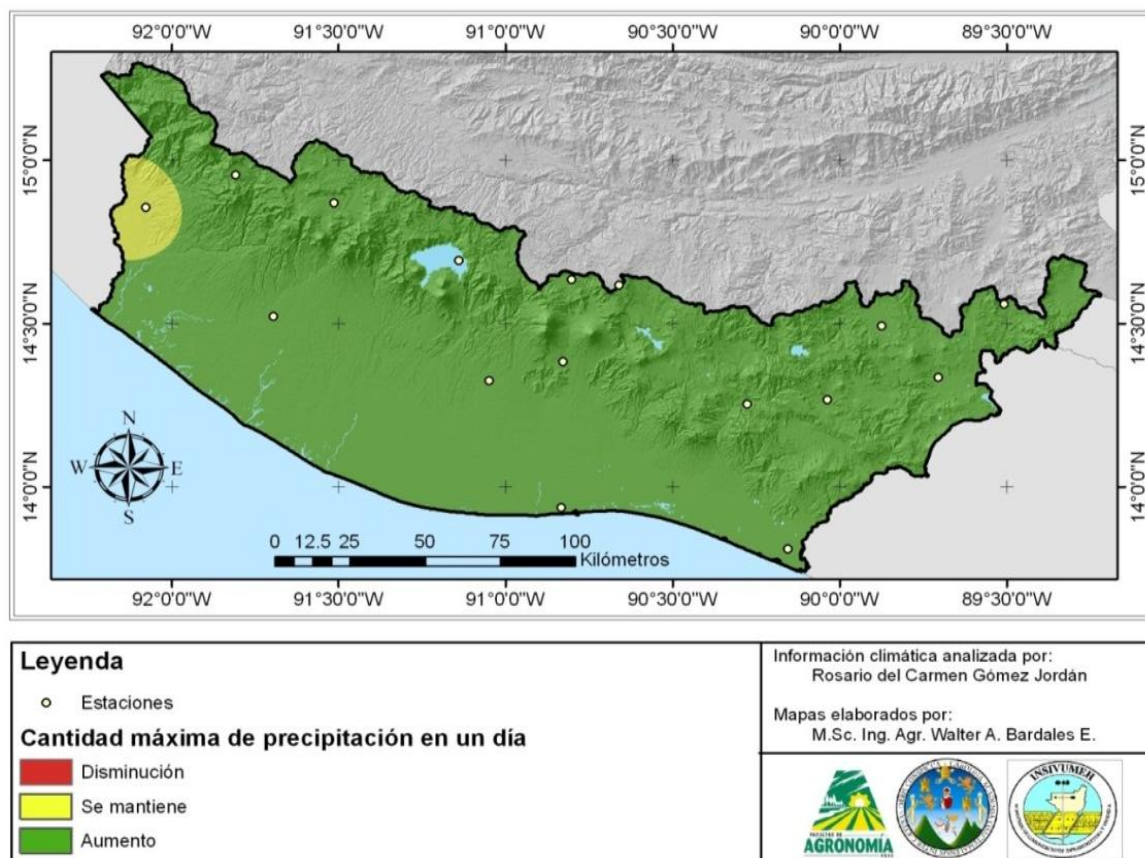 92°0'0"W 91°30'0"W 91°0'0"W 90°30'0"W 90°0'0"W 89°30'0"W
15°0'0"N 15°0'0"N
14°30'0"N 14°30'0"N
14°0'0"N 14°0'0"N
N
W E
S
0 12.5 25 50 75 100
Kilómetros
92°0'0"W 91°30'0"W 91°0'0"W 90°30'0"W 90°0'0"W 89°30'0"W
Leyenda
Estaciones
Cantidad máxima de precipitación en un día
Disminución
Se mantiene
Aumento
Información climática analizada por:
Rosario del Carmen Gómez Jordán
Mapas elaborados por:
M.Sc. Ing. Agr. Walter A. Bardales E.
FACULTAD DE
AGRONOMÍA
INSIVUMEH